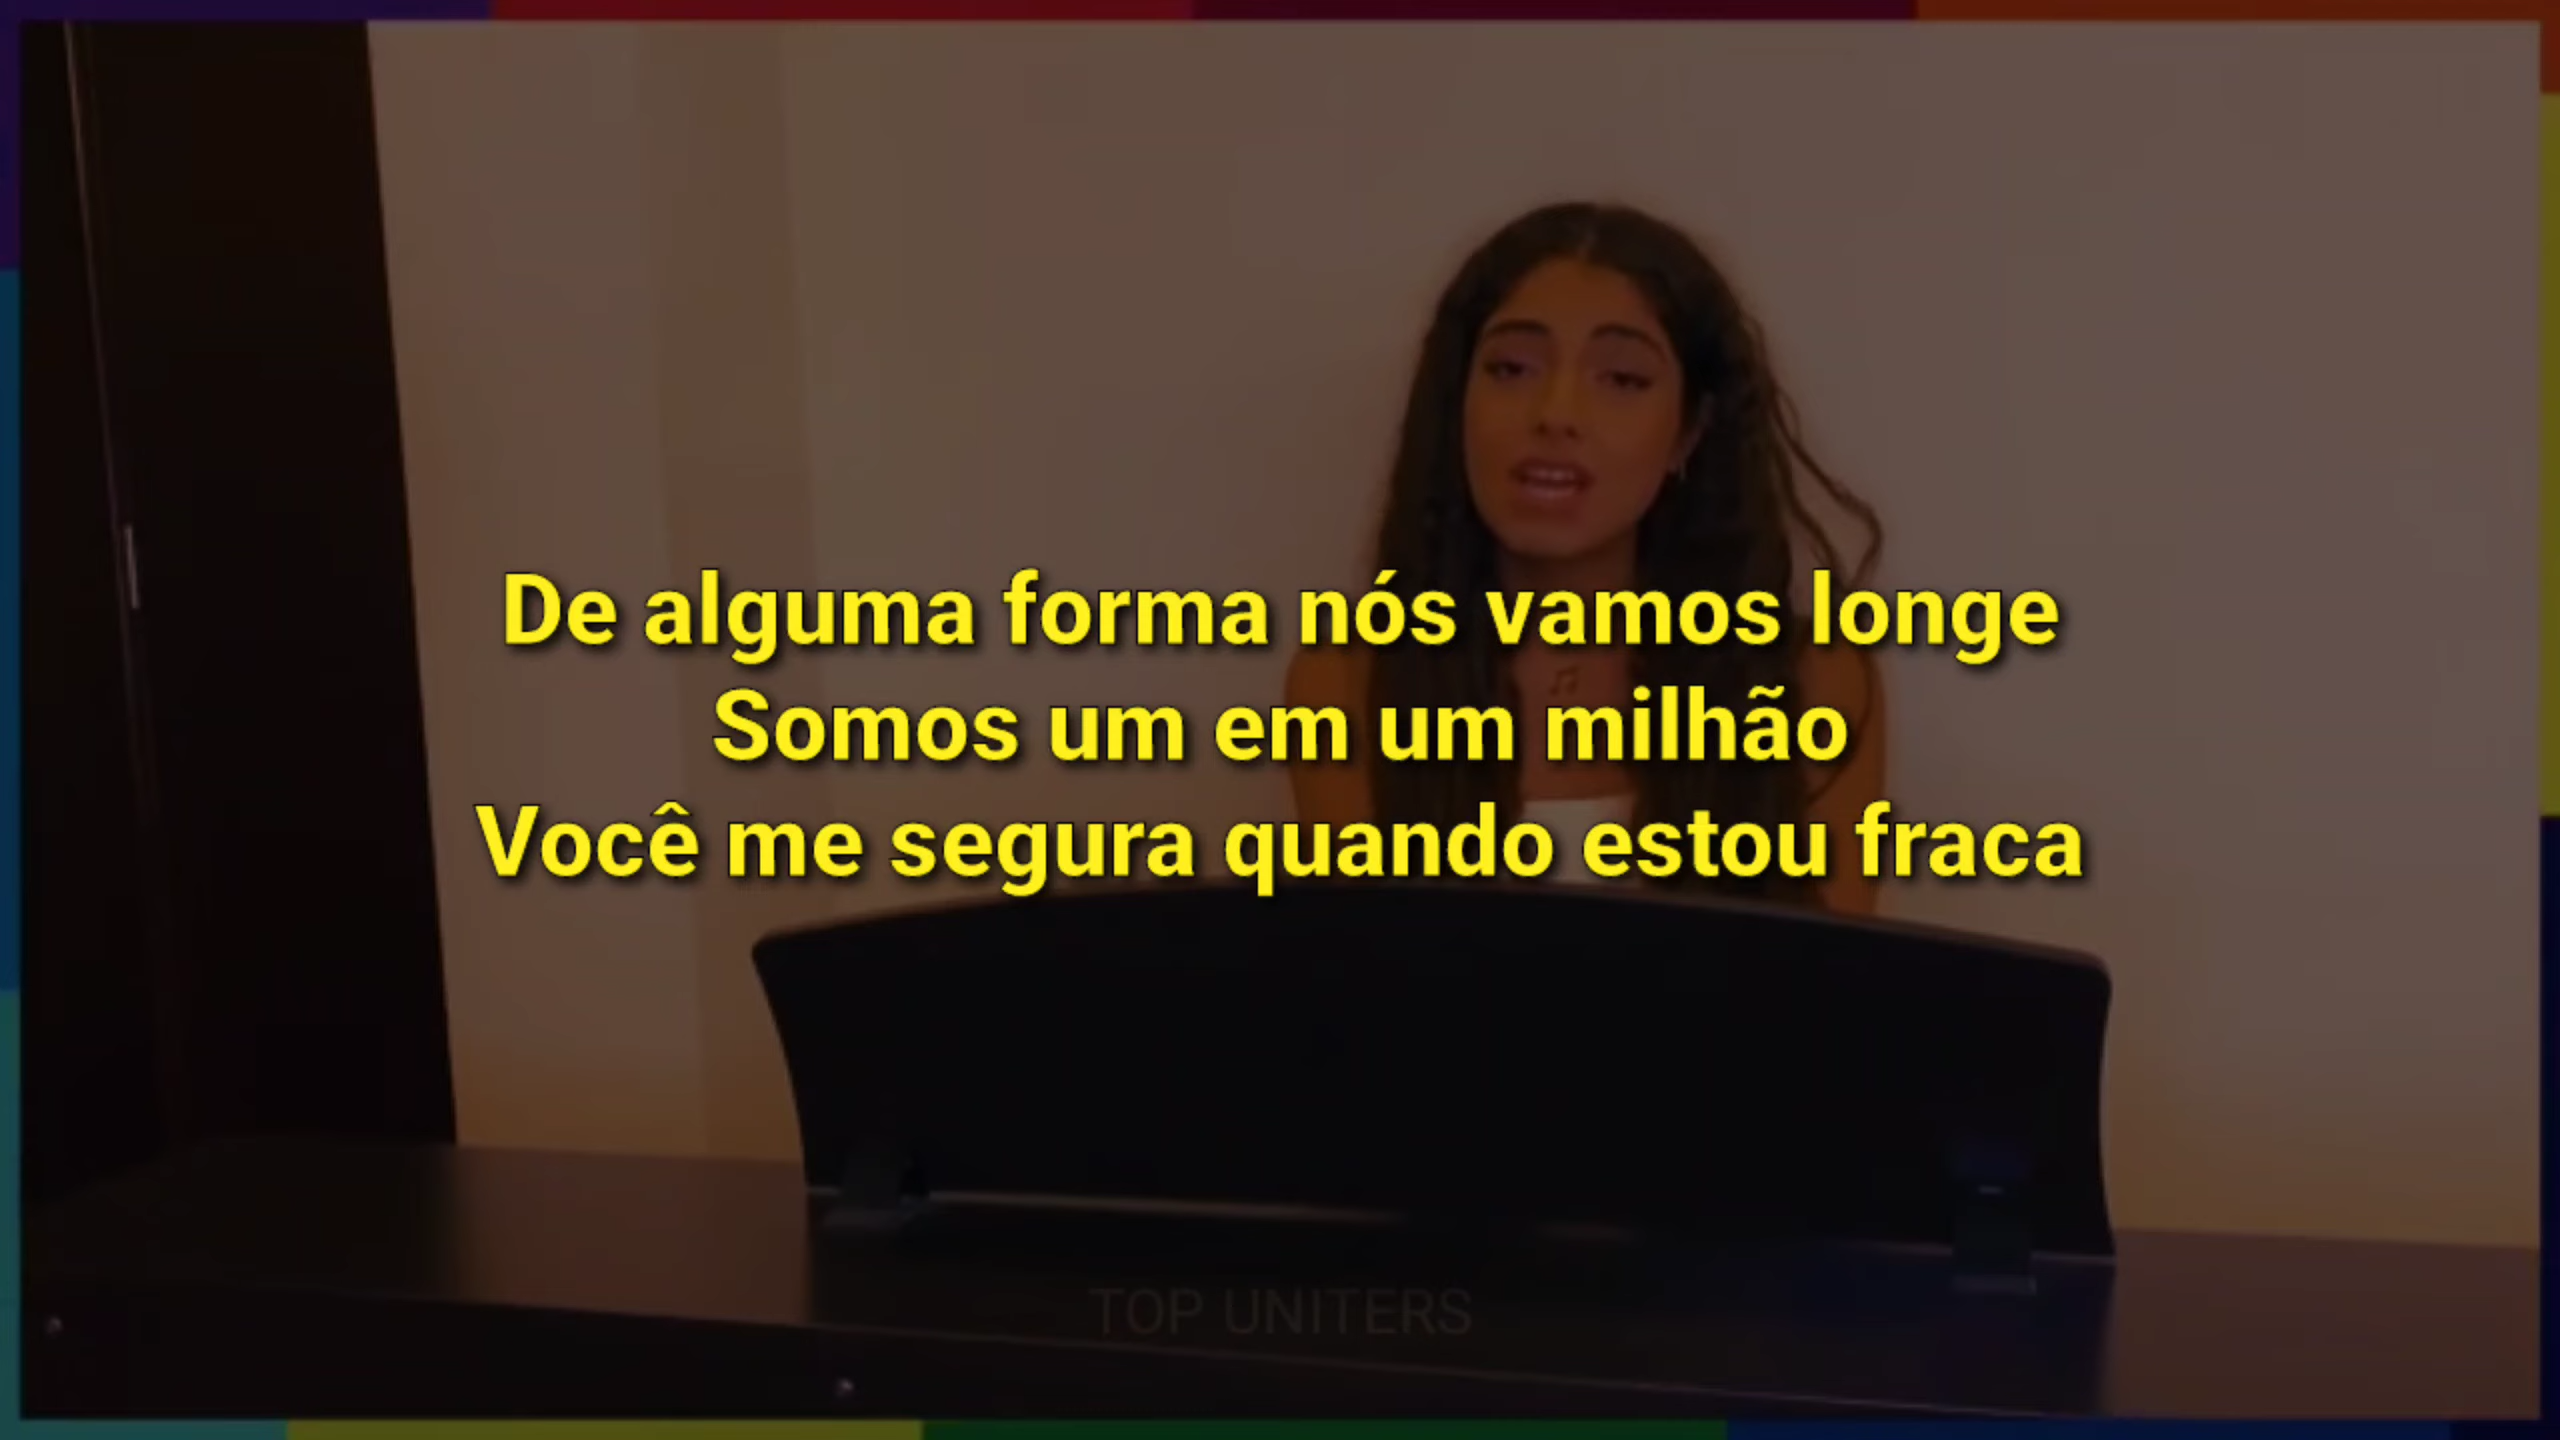 De alguma forma nós vamos longe
Somos um em um milhão
Você me segura quando estou fraca
TOP UNITERS